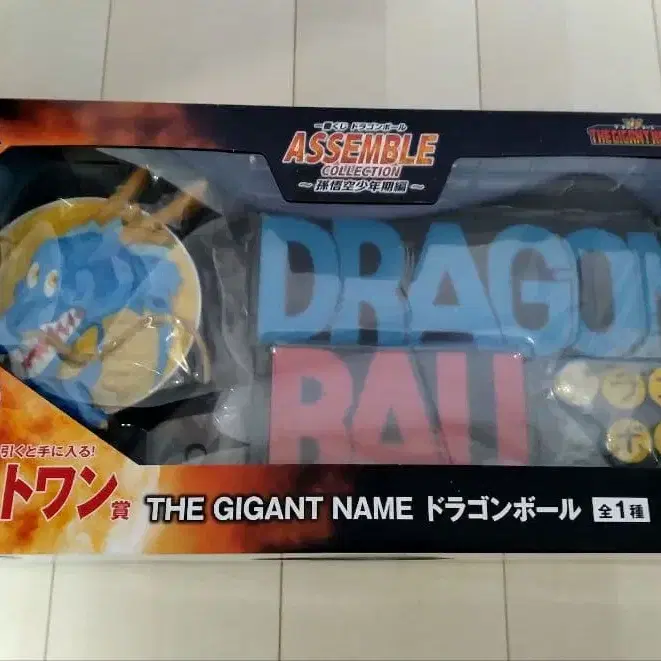 一番くじ ドラゴンボール
ASSEMBLE
COLLECTION
～孫悟空少年期編～
THE GIGANT N
DRAGON
BALL
引くと手に入る!
トワン賞
THE GIGANT NAME ドラゴンボール 全1種